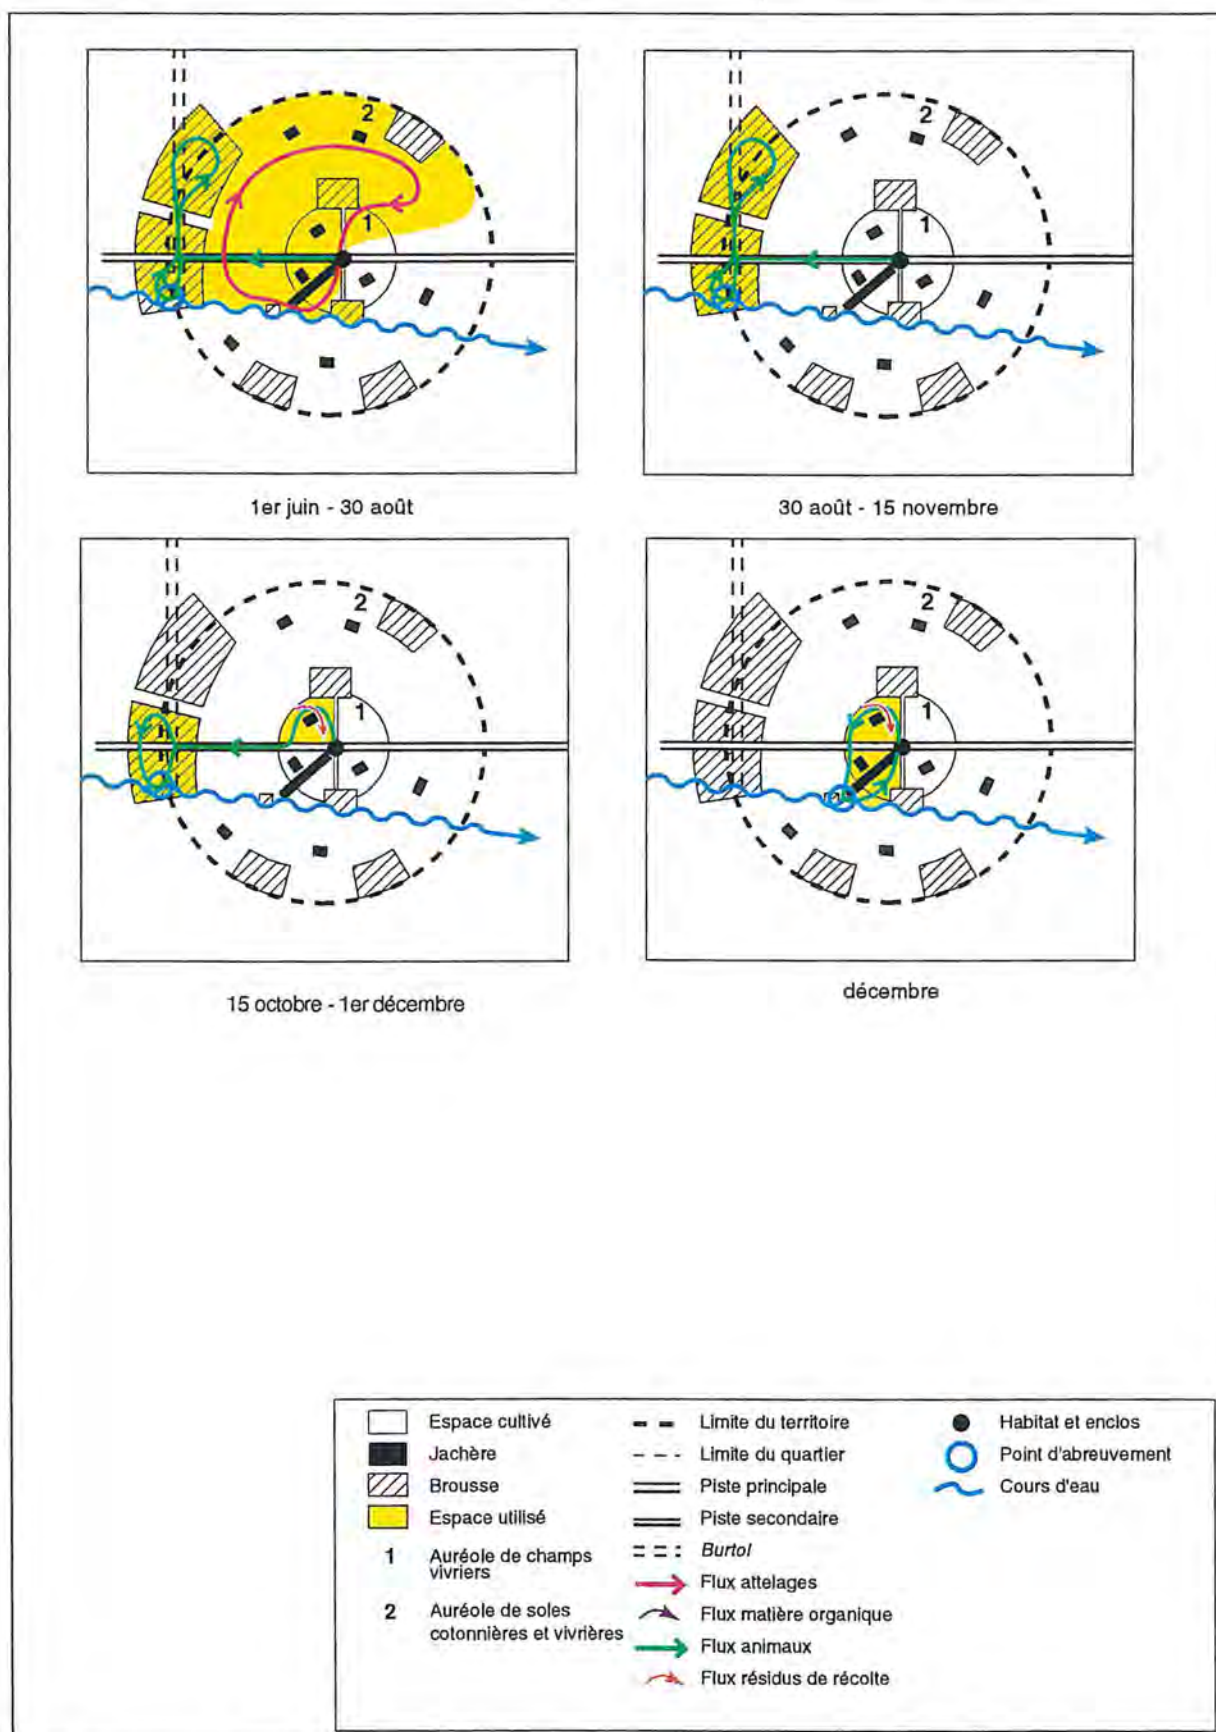 2
1
2
1
1er juin - 30 août
30 août - 15 novembre
2
1
2
1
15 octobre - 1er décembre
décembre
Espace cultivé
Jachère
Brousse
Espace utilisé
1 Auréole de champs
vivriers
2 Auréole de soles
cotonnières et vivrières
Limite du territoire
Limite du quartier
Piste principale
Piste secondaire
Burtol
Flux attelages
Flux matière organique
Flux animaux
Flux résidus de récolte
Habitat et enclos
Point d'abreuvement
Cours d'eau